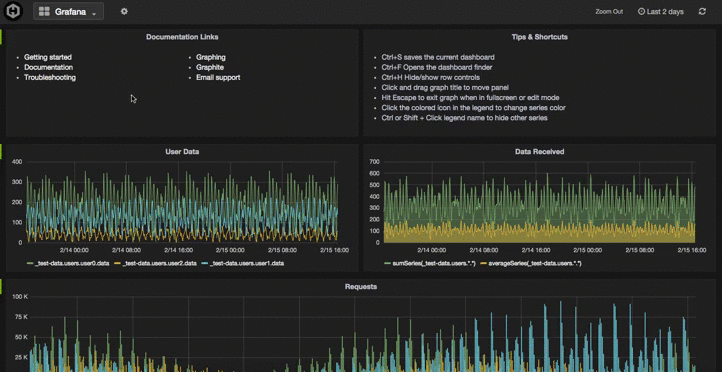 Grafana
Zoom Out
Last 2 days
Documentation Links
Getting started
Documentation
Troubleshooting
Graphing
Graphite
Email support
Tips & Shortcuts
Ctrl+S saves the current dashboard
Ctrl+F Opens the dashboard finder
Ctrl+H Hide/show row controls
Click and drag graph title to move panel
Hit Escape to exit graph when in fullscreen or edit mode
Click the colored icon in the legend to change series color
Ctrl or Shift + Click legend name to hide other series
User Data
400
300
200
100
0
2/14 00:00 2/14 08:00 2/14 16:00 2/15 00:00 2/15 08:00 2/15 16:00
_test-data.users.user0.data _test-data.users.user2.data _test-data.users.user1.data
Data Received
700
600
500
400
300
200
100
0
2/14 00:00 2/14 08:00 2/14 16:00 2/15 00:00 2/15 08:00 2/15 16:00
sumSeries(_test-data.users.*.*) averageSeries(_test-data.users.*.*)
Requests
100 K
75 K
50 K
25 K